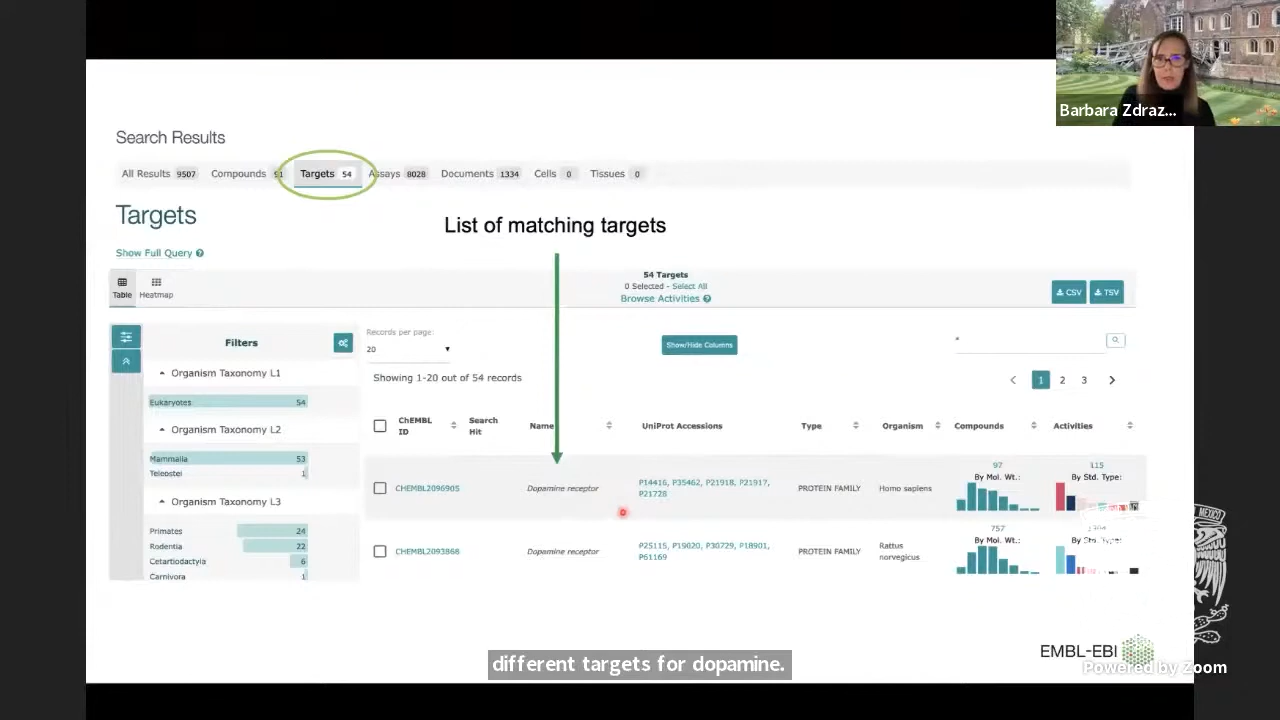 Barbara Zdraz...
Search Results
All Results 9507 Compounds 91 Targets 54 Assays 8028 Documents 1334 Cells 0 Tissues 0
Targets
List of matching targets
Show Full Query
54 Targets
0 Selected - Select All
Browse Activities
Table Heatmap
CSV TSV
Filters
Records per page:
20
Show/Hide Columns
*
Showing 1-20 out of 54 records
1 2 3
Organism Taxonomy L1
Eukaryotes 54
Organism Taxonomy L2
Mammalia 53
Teleostei 1
Organism Taxonomy L3
Primates 24
Rodentia 22
Cetartiodactyla 6
Carnivora 1
ChEMBL ID Search Hit Name UniProt Accessions Type Organism Compounds Activities
CHEMBL2096905 Dopamine receptor P14416, P35462, P21918, P21917, P21728 PROTEIN FAMILY Homo sapiens 97 By Mol. Wt.: 115 By Std. Type:
CHEMBL2093866 Dopamine receptor P25115, P19020, P30729, P18901, P61169 PROTEIN FAMILY Rattus norvegicus 757 By Mol. Wt.: By Std. Type:
MEXICO
EMBL-EBI
different targets for dopamine.
Powered by Zoom